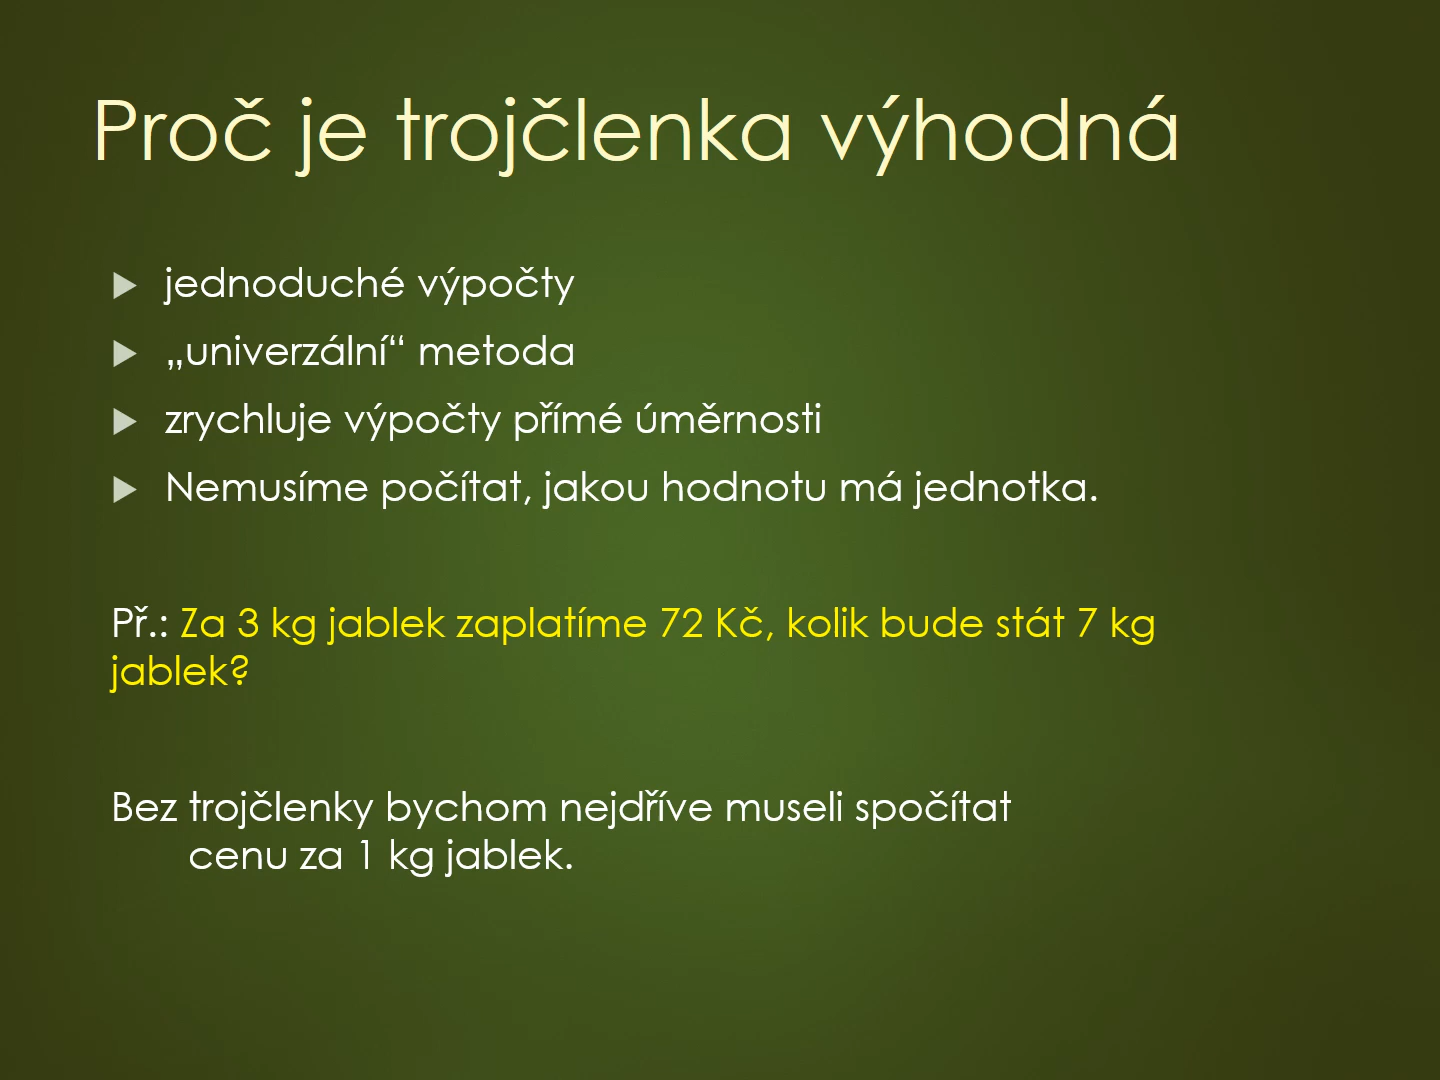 Proč je trojčlenka výhodná
jednoduché výpočty
„univerzální“ metoda
zrychluje výpočty přímé úměrnosti
Nemusíme počítat, jakou hodnotu má jednotka.
Př.: Za 3 kg jablek zaplatíme 72 Kč, kolik bude stát 7 kg
jablek?
Bez trojčlenky bychom nejdříve museli spočítat
cenu za 1 kg jablek.